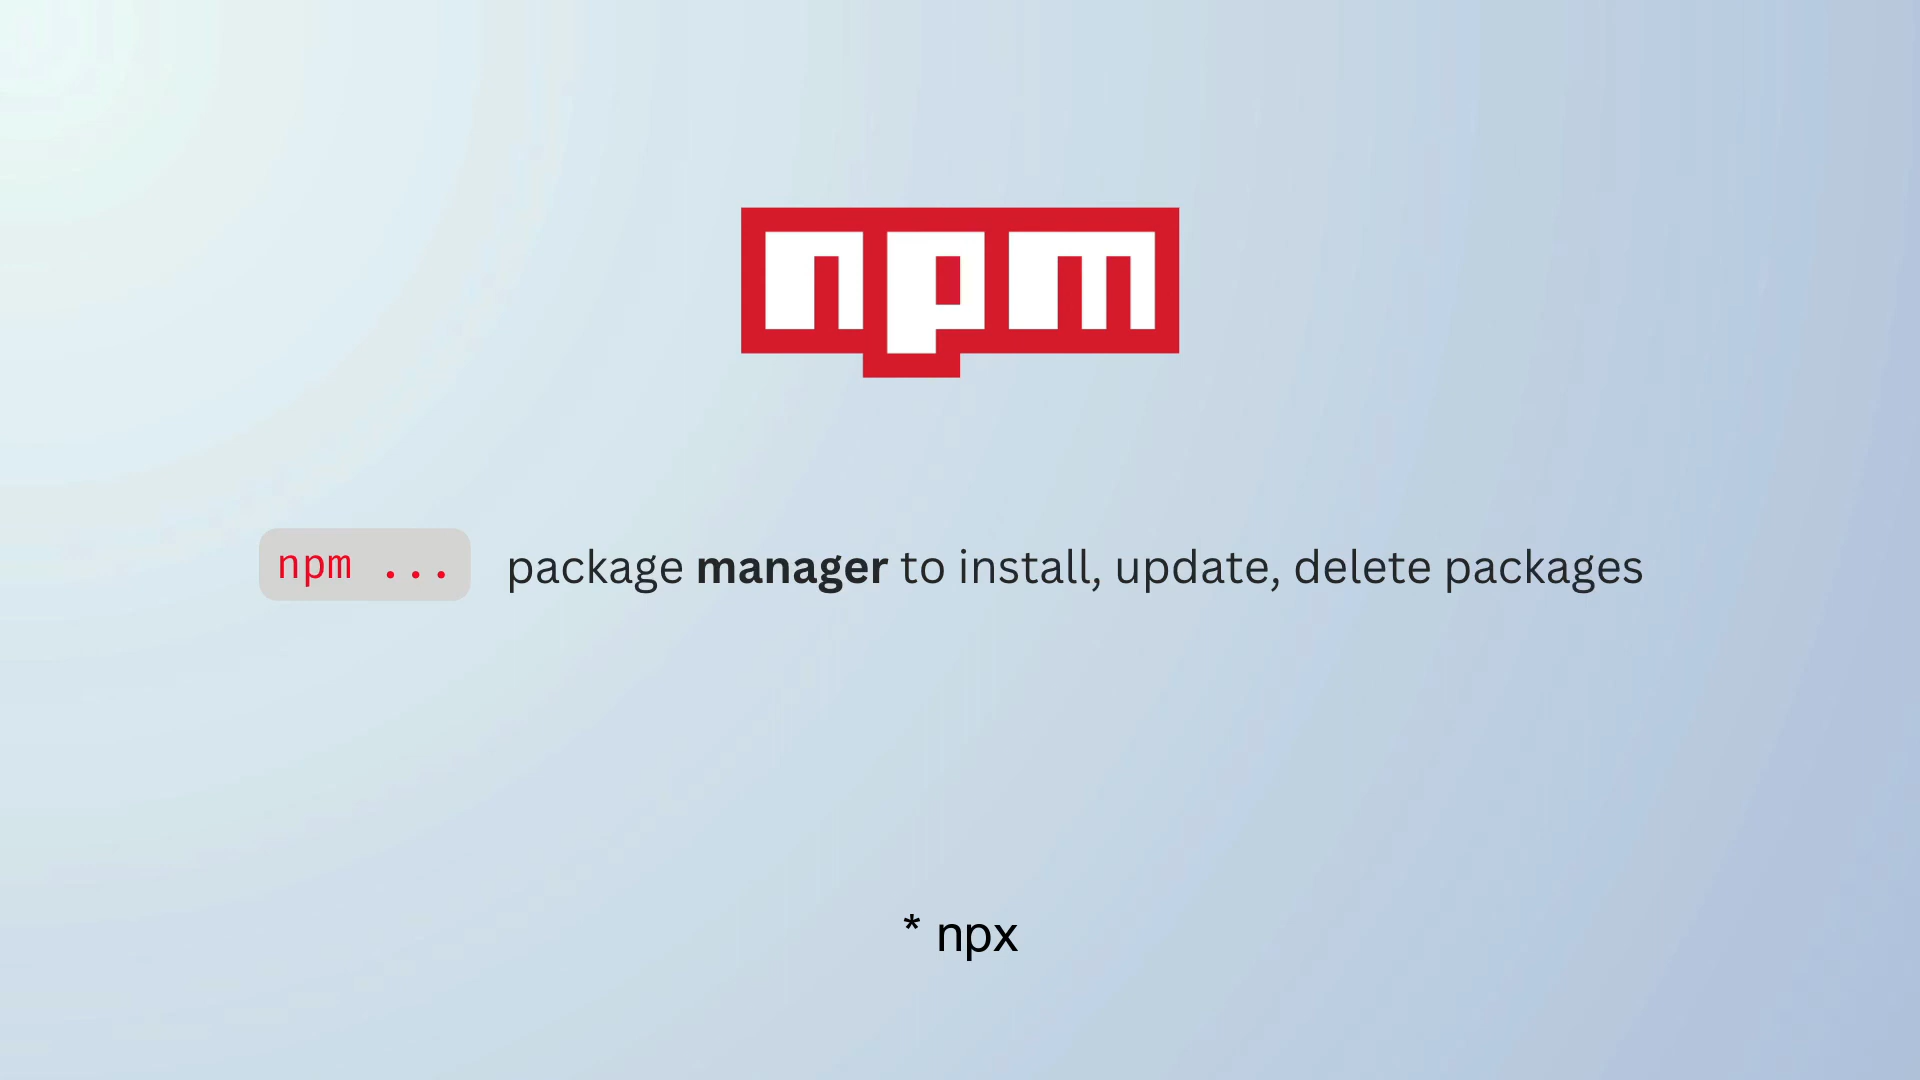 npm
npm ... package manager to install, update, delete packages
* npx